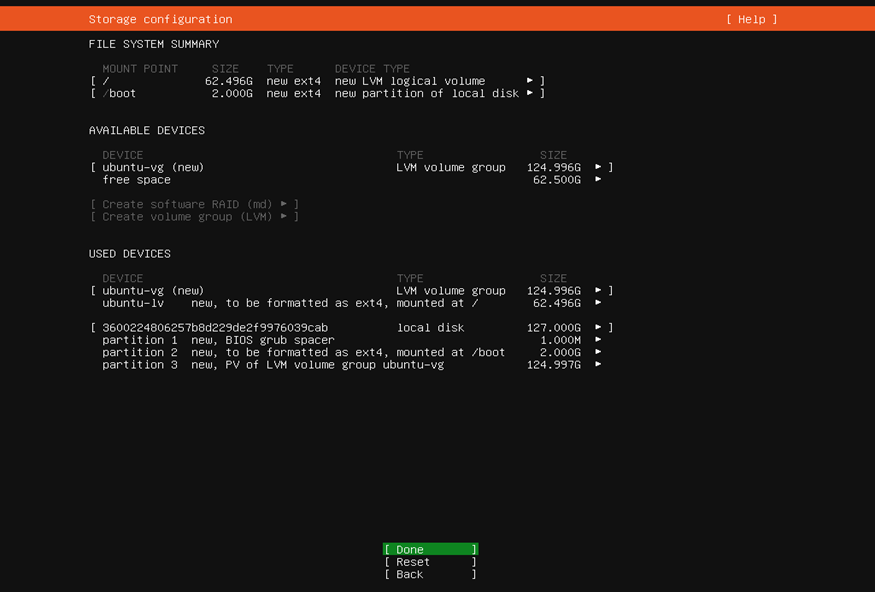 Storage configuration [ Help ]
FILE SYSTEM SUMMARY
MOUNT POINT SIZE TYPE DEVICE TYPE
[ / 62.496G new ext4 new LVM logical volume ▸ ]
[ /boot 2.000G new ext4 new partition of local disk ▸ ]
AVAILABLE DEVICES
DEVICE TYPE SIZE
[ ubuntu-vg (new) LVM volume group 124.996G ▸ ]
free space 62.500G ▸
[ Create software RAID (md) ▸ ]
[ Create volume group (LVM) ▸ ]
USED DEVICES
DEVICE TYPE SIZE
[ ubuntu-vg (new) LVM volume group 124.996G ▸ ]
ubuntu-lv new, to be formatted as ext4, mounted at / 62.496G ▸
[ 3600224806257b8d229de2f9976039cab local disk 127.000G ▸ ]
partition 1 new, BIOS grub spacer 1.000M ▸
partition 2 new, to be formatted as ext4, mounted at /boot 2.000G ▸
partition 3 new, PV of LVM volume group ubuntu-vg 124.997G ▸
[ Done ]
[ Reset ]
[ Back ]